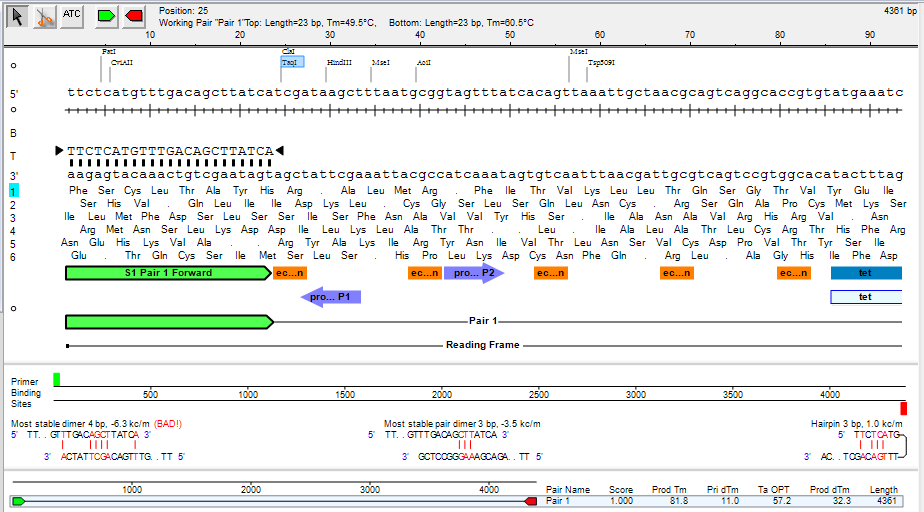 ATC
Position: 25
4361 bp
Working Pair "Pair 1"Top: Length=23 bp, Tm=49.5°C, Bottom: Length=23 bp, Tm=60.5°C
10 20 30 40 50 60 70 80 90
FatI ClaI MseI
CviAII TaqI HindIII MseI AciI Tsp509I
5' ttctcatgtttgacagcttatcatcgataagctttaatgcggtagtttatcacagttaaattgctaacgcagtcaggcaccgtgtatgaaatc
B
T TTCTCATGTTTGACAGCTTATCA
3' aagagtacaaactgtcgaatagtagctattcgaaattacgccatcaaatagtgtcaatttaacgattgcgtcagtccgtggcacatactttag
1 Phe Ser Cys Leu Thr Ala Tyr His Arg . Ala Leu Met Arg . Phe Ile Thr Val Lys Leu Leu Thr Gln Ser Gly Thr Val Tyr Glu Ile
2 Ser His Val . Gln Leu Ile Ile Asp Lys Leu . Cys Gly Ser Leu Ser Gln Leu Asn Cys . Arg Ser Gln Ala Pro Cys Met Lys Ser
3 Ile Leu Met Phe Asp Ser Leu Ser Ser Ile Ser Phe Asn Ala Val Val Tyr His Ser . Ile Ala Asn Ala Val Arg His Arg Val . Asn
4 Arg Met Asn Ser Leu Lys Asp Asp Ile Leu Lys Leu Ala Thr Thr . . Leu . Ile Ala Leu Ala Thr Leu Cys Arg Thr His Phe Arg
5 Asn Glu His Lys Val Ala . . Arg Tyr Ala Lys Ile Arg Tyr Asn Ile Val Thr Leu Asn Ser Val Cys Asp Pro Val Thr Tyr Ser Ile
6 Glu . Thr Gln Cys Ser Ile Met Ser Leu Ser . His Pro Leu Lys Asp Cys Asn Phe Gln . Arg Leu . Ala Gly His Ile Phe Asp
S1 Pair 1 Forward ec...n ec...n pro... P2 ec...n ec...n ec...n tet
pro... P1 tet
Pair 1
Reading Frame
Primer
Binding
Sites
500 1000 1500 2000 2500 3000 3500 4000
Most stable dimer 4 bp, -6.3 kc/m (BAD!) Most stable pair dimer 3 bp, -3.5 kc/m Hairpin 3 bp, 1.0 kc/m
5' TT. . GTTTGACAGCTTATCA 3' 5' TT. . GTTTGACAGCTTATCA 3' 5' TTCTCATG
3' ACTATTCGACAGTTTG. . TT 5' 3' GCTCCGGGAAAGCAGA. . TT 5' 3' AC. . TCGACAGTTT
1000 2000 3000 4000
Pair Name Score Prod Tm Pri dTm Ta OPT Prod dTm Length
Pair 1 1.000 81.8 11.0 57.2 32.3 4361